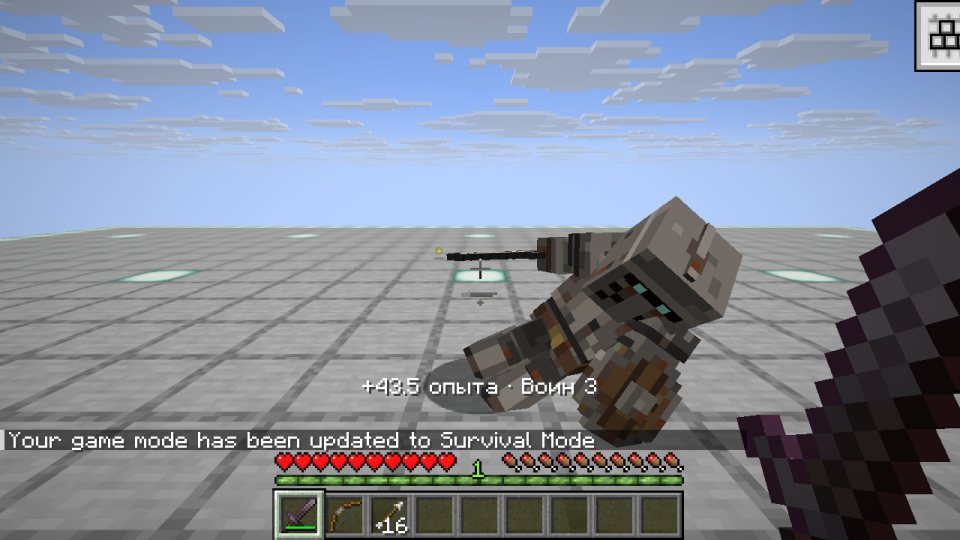 +43.5 опыта · Воин 3
Your game mode has been updated to Survival Mode
1
16